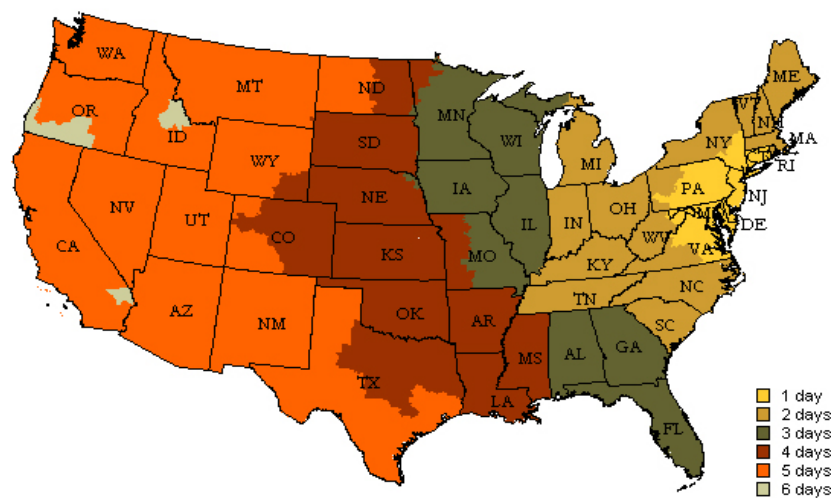 WA
MT
ND
MN
ME
VT
NH
OR
ID
SD
WI
NY
MA
WY
MI
RI
IA
NE
PA
NJ
NV
UT
CO
IL
IN
OH
DE
CA
KS
MO
WV
VA
KY
AZ
NM
OK
AR
TN
NC
SC
TX
LA
MS
AL
GA
FL
1 day
2 days
3 days
4 days
5 days
6 days